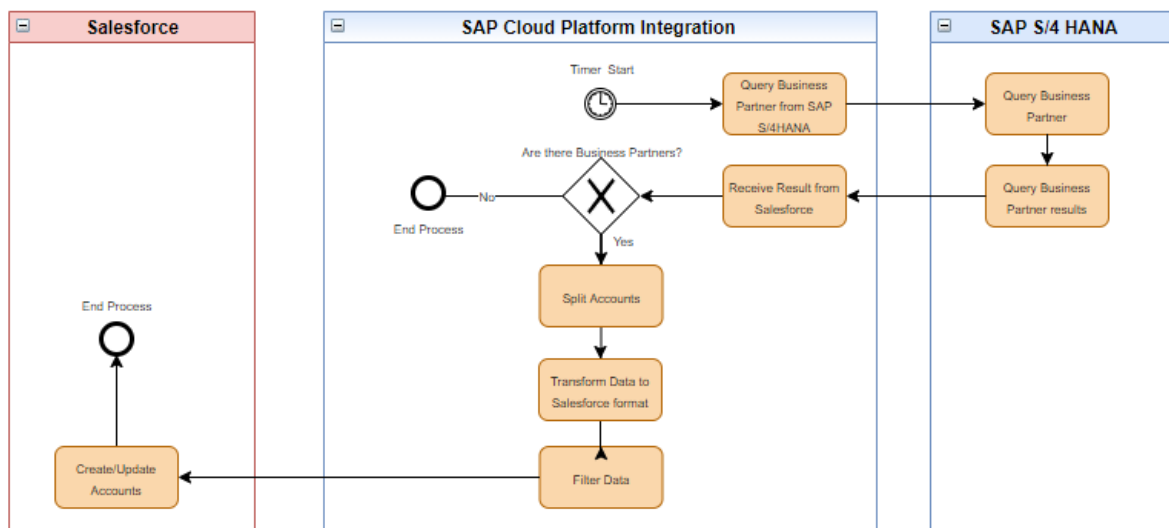 Salesforce
SAP Cloud Platform Integration
SAP S/4 HANA
Timer Start
Query Business
Partner from SAP
S/4HANA
Query Business
Partner
Are there Business Partners?
No
End Process
Receive Result from
Salesforce
Query Business
Partner results
Yes
Split Accounts
End Process
Transform Data to
Salesforce format
Create/Update
Accounts
Filter Data